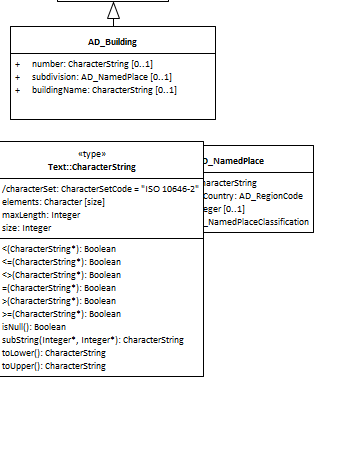 AD_Building
+ number: CharacterString [0..1]
+ subdivision: AD_NamedPlace [0..1]
+ buildingName: CharacterString [0..1]
«type»
Text::CharacterString
/characterSet: CharacterSetCode = "ISO 10646-2"
elements: Character [size]
maxLength: Integer
size: Integer
<(CharacterString*): Boolean
<=(CharacterString*): Boolean
<>(CharacterString*): Boolean
=(CharacterString*): Boolean
>(CharacterString*): Boolean
>=(CharacterString*): Boolean
isNull(): Boolean
subString(Integer*, Integer*): CharacterString
toLower(): CharacterString
toUpper(): CharacterString
D_NamedPlace
haracterString
Country: AD_RegionCode
eger [0..1]
_NamedPlaceClassification